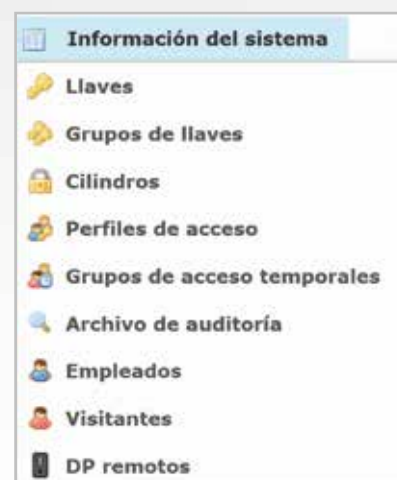 Información del sistema
Llaves
Grupos de llaves
Cilindros
Perfiles de acceso
Grupos de acceso temporales
Archivo de auditoría
Empleados
Visitantes
DP remotos